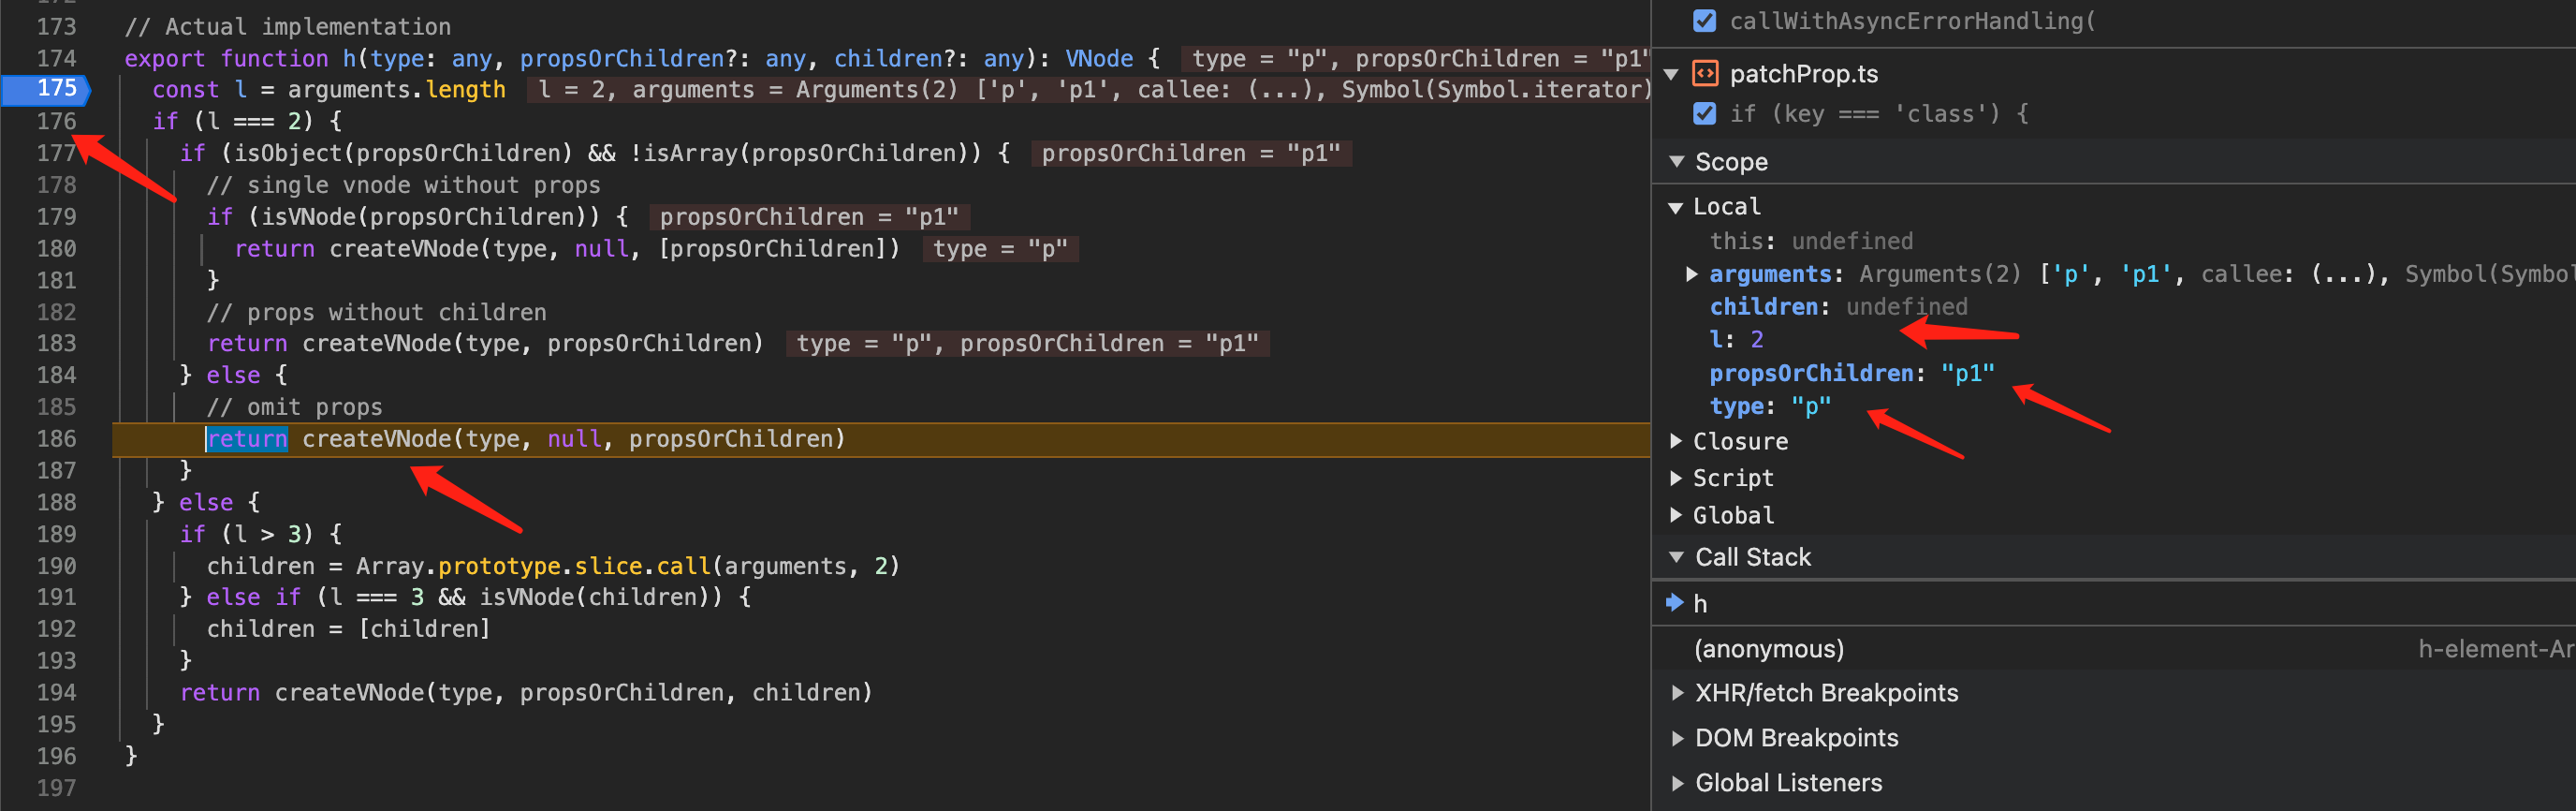 173 // Actual implementation
174 export function h(type: any, propsOrChildren?: any, children?: any): VNode { type = "p", propsOrChildren = "p1"
175 const l = arguments.length l = 2, arguments = Arguments(2) ['p', 'p1', callee: (...), Symbol(Symbol.iterator)
176 if (l === 2) {
177 if (isObject(propsOrChildren) && !isArray(propsOrChildren)) { propsOrChildren = "p1"
178 // single vnode without props
179 if (isVNode(propsOrChildren)) { propsOrChildren = "p1"
180 return createVNode(type, null, [propsOrChildren]) type = "p"
181 }
182 // props without children
183 return createVNode(type, propsOrChildren) type = "p", propsOrChildren = "p1"
184 } else {
185 // omit props
186 return createVNode(type, null, propsOrChildren)
187 }
188 } else {
189 if (l > 3) {
190 children = Array.prototype.slice.call(arguments, 2)
191 } else if (l === 3 && isVNode(children)) {
192 children = [children]
193 }
194 return createVNode(type, propsOrChildren, children)
195 }
196 }
197
callWithAsyncErrorHandling(
patchProp.ts
if (key === 'class') {
Scope
Local
this: undefined
arguments: Arguments(2) ['p', 'p1', callee: (...), Symbol(Symbol
children: undefined
l: 2
propsOrChildren: "p1"
type: "p"
Closure
Script
Global
Call Stack
h
(anonymous) h-element-Ar
XHR/fetch Breakpoints
DOM Breakpoints
Global Listeners